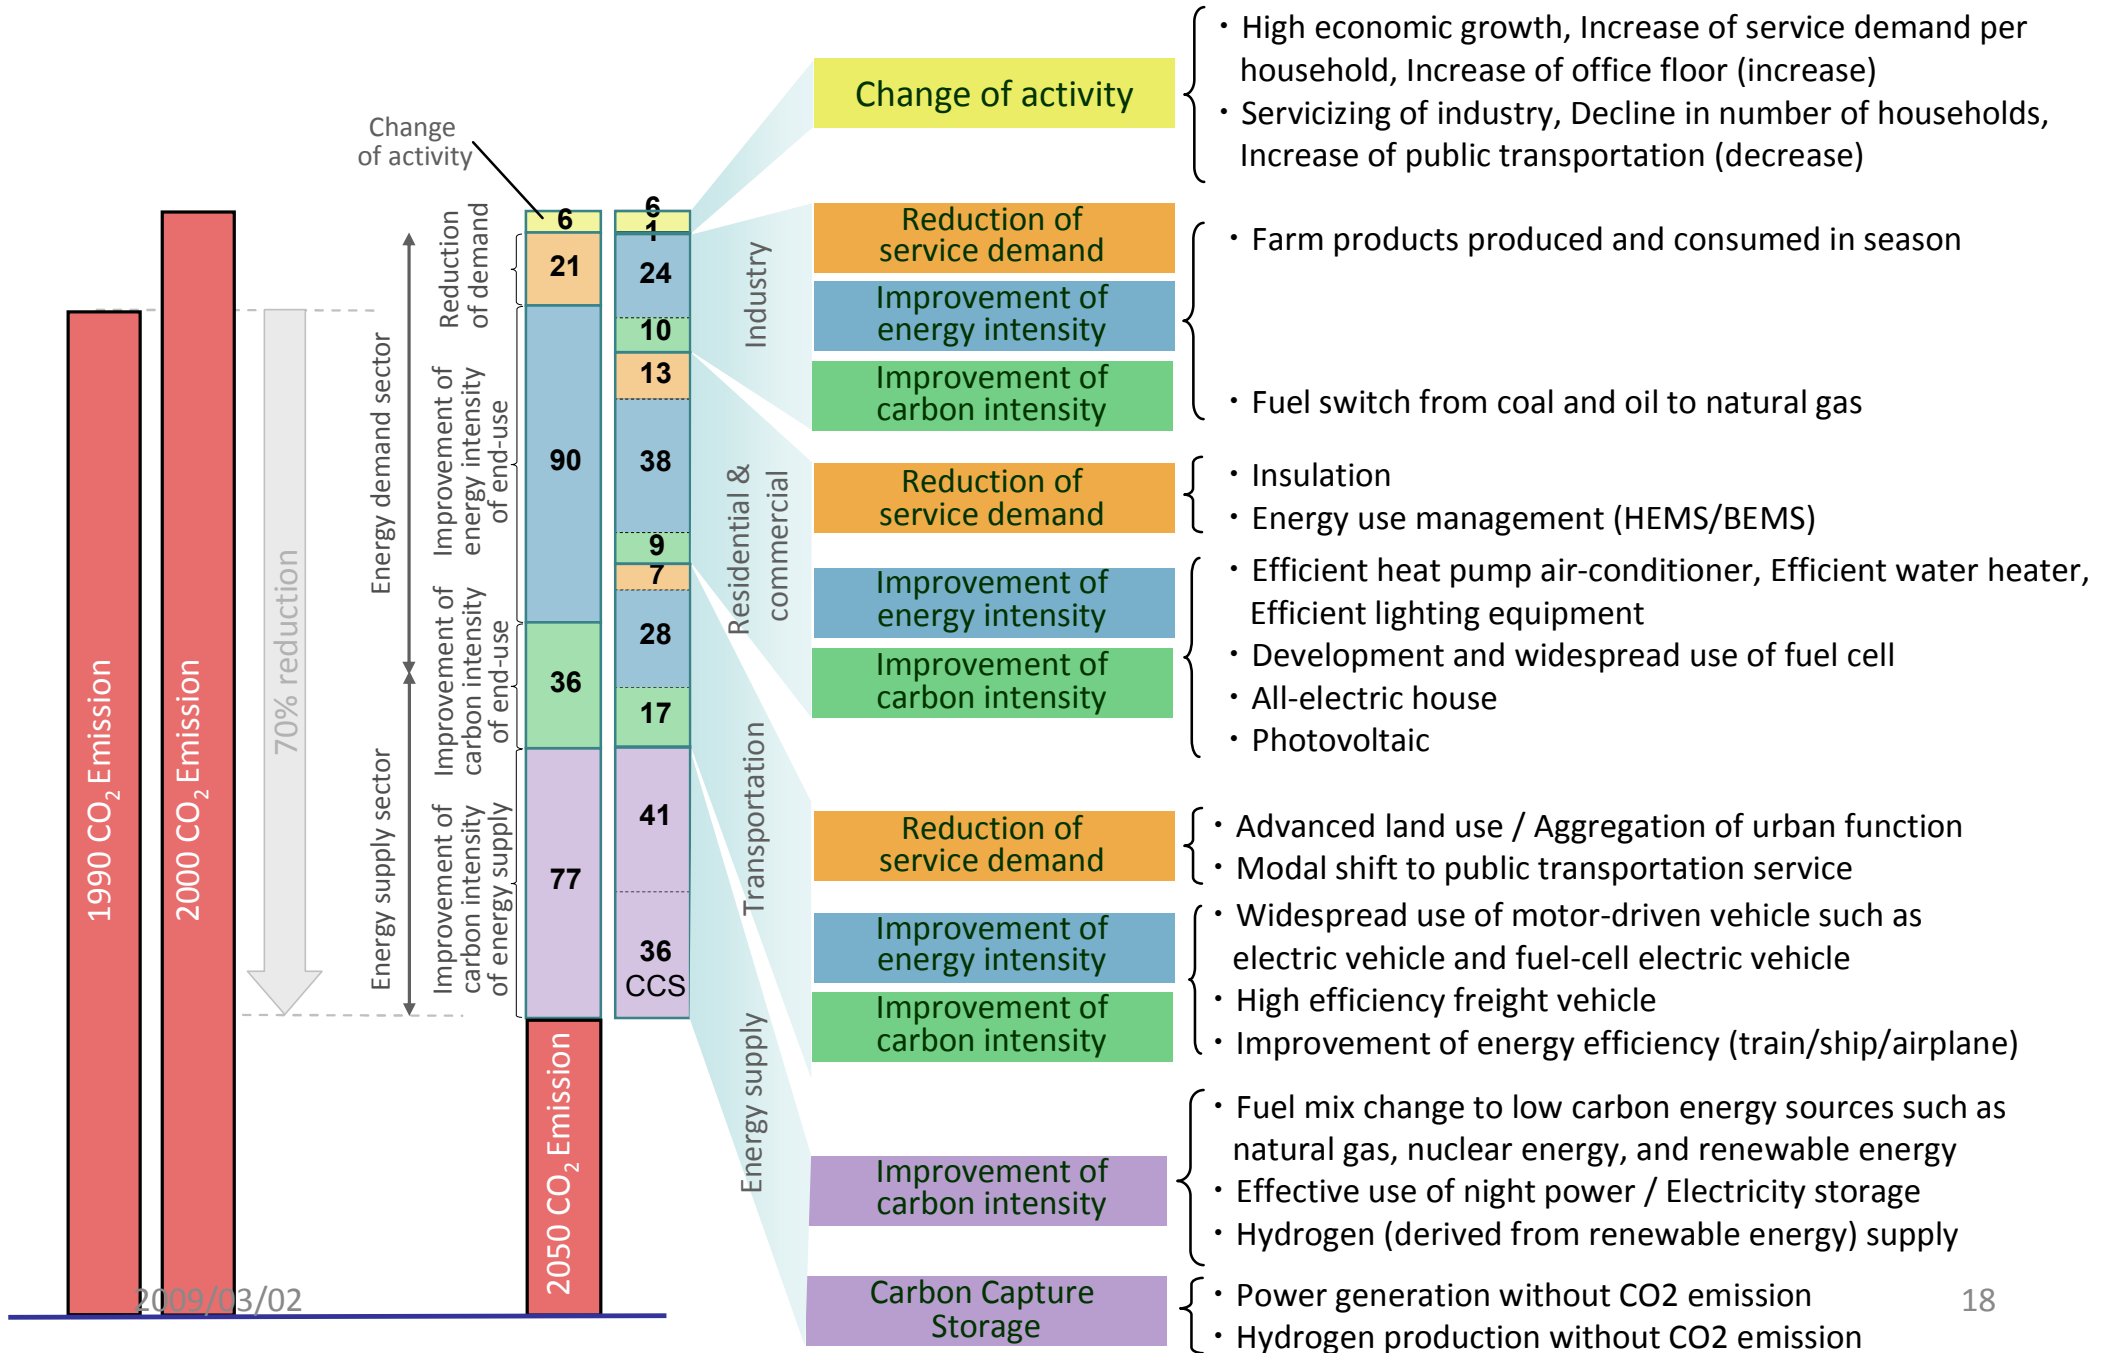 Change
of activity
1990 CO2 Emission
2000 CO2 Emission
70% reduction
Energy demand sector
Energy supply sector
Reduction
of demand
Improvement of
energy intensity
of end-use
Improvement of
carbon intensity
of end-use
Improvement of
carbon intensity
of energy supply
6
21
90
36
77
2050 CO2 Emission
6
1
24
10
13
38
9
7
28
17
41
36
CCS
Industry
Residential &
commercial
Transportation
Energy supply
Change of activity
・High economic growth, Increase of service demand per
household, Increase of office floor (increase)
・Servicizing of industry, Decline in number of households,
Increase of public transportation (decrease)
Reduction of
service demand
Improvement of
energy intensity
Improvement of
carbon intensity
・Farm products produced and consumed in season
・Fuel switch from coal and oil to natural gas
Reduction of
service demand
・Insulation
・Energy use management (HEMS/BEMS)
Improvement of
energy intensity
Improvement of
carbon intensity
・Efficient heat pump air-conditioner, Efficient water heater,
Efficient lighting equipment
・Development and widespread use of fuel cell
・All-electric house
・Photovoltaic
Reduction of
service demand
・Advanced land use / Aggregation of urban function
・Modal shift to public transportation service
Improvement of
energy intensity
Improvement of
carbon intensity
・Widespread use of motor-driven vehicle such as
electric vehicle and fuel-cell electric vehicle
・High efficiency freight vehicle
・Improvement of energy efficiency (train/ship/airplane)
Improvement of
carbon intensity
・Fuel mix change to low carbon energy sources such as
natural gas, nuclear energy, and renewable energy
・Effective use of night power / Electricity storage
・Hydrogen (derived from renewable energy) supply
Carbon Capture
Storage
・Power generation without CO2 emission
・Hydrogen production without CO2 emission
2009/03/02
18